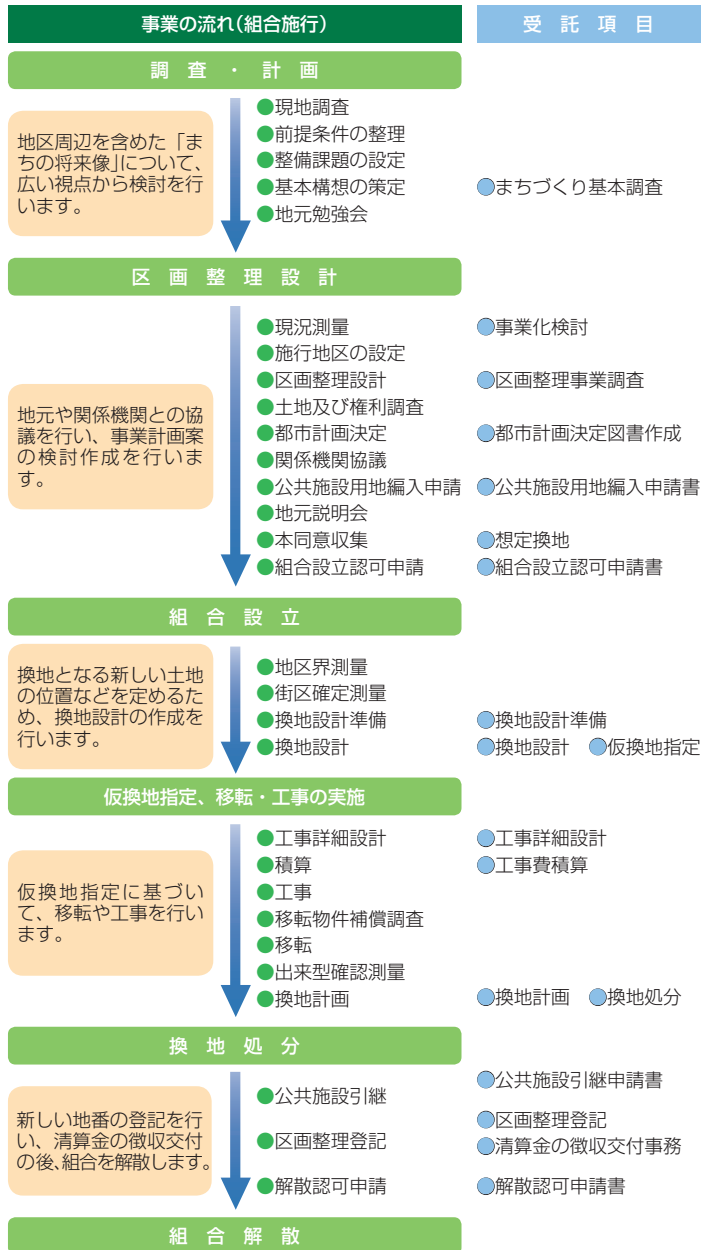 事業の流れ(組合施行)
受託項目
調査・計画
地区周辺を含めた「ま
ちの将来像」について、
広い視点から検討を行
います。
●現地調査
●前提条件の整理
●整備課題の設定
●基本構想の策定
●地元勉強会
●まちづくり基本調査
区画整理設計
地元や関係機関との協
議を行い、事業計画案
の検討作成を行いま
す。
●現況測量
●施行地区の設定
●区画整理設計
●土地及び権利調査
●都市計画決定
●関係機関協議
●公共施設用地編入申請
●地元説明会
●本同意収集
●組合設立認可申請
●事業化検討
●区画整理事業調査
●都市計画決定図書作成
●公共施設用地編入申請書
●想定換地
●組合設立認可申請書
組合設立
換地となる新しい土地
の位置などを定めるた
め、換地設計の作成を
行います。
●地区界測量
●街区確定測量
●換地設計準備
●換地設計
●換地設計準備
●換地設計 ●仮換地指定
仮換地指定、移転・工事の実施
仮換地指定に基づい
て、移転や工事を行い
ます。
●工事詳細設計
●積算
●工事
●移転物件補償調査
●移転
●出来型確認測量
●換地計画
●工事詳細設計
●工事費積算
●換地計画 ●換地処分
換地処分
新しい地番の登記を行
い、清算金の徴収交付
の後、組合を解散します。
●公共施設引継
●区画整理登記
●解散認可申請
●公共施設引継申請書
●区画整理登記
●清算金の徴収交付事務
●解散認可申請書
組合解散